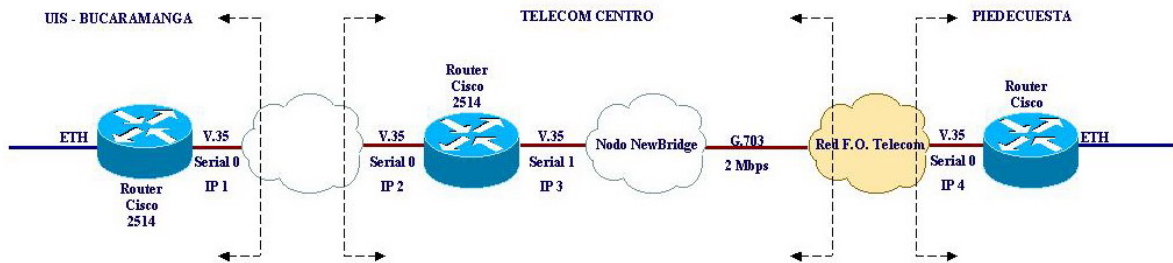 UIS - BUCARAMANGA
TELECOM CENTRO
PIEDECUESTA
ETH
Router
Cisco
2514
V.35
Serial 0
IP 1
V.35
Serial 0
IP 2
Router
Cisco
2514
V.35
Serial 1
IP 3
Nodo NewBridge
G.703
2 Mbps
Red F.O. Telecom
V.35
Serial 0
IP 4
Router
Cisco
ETH